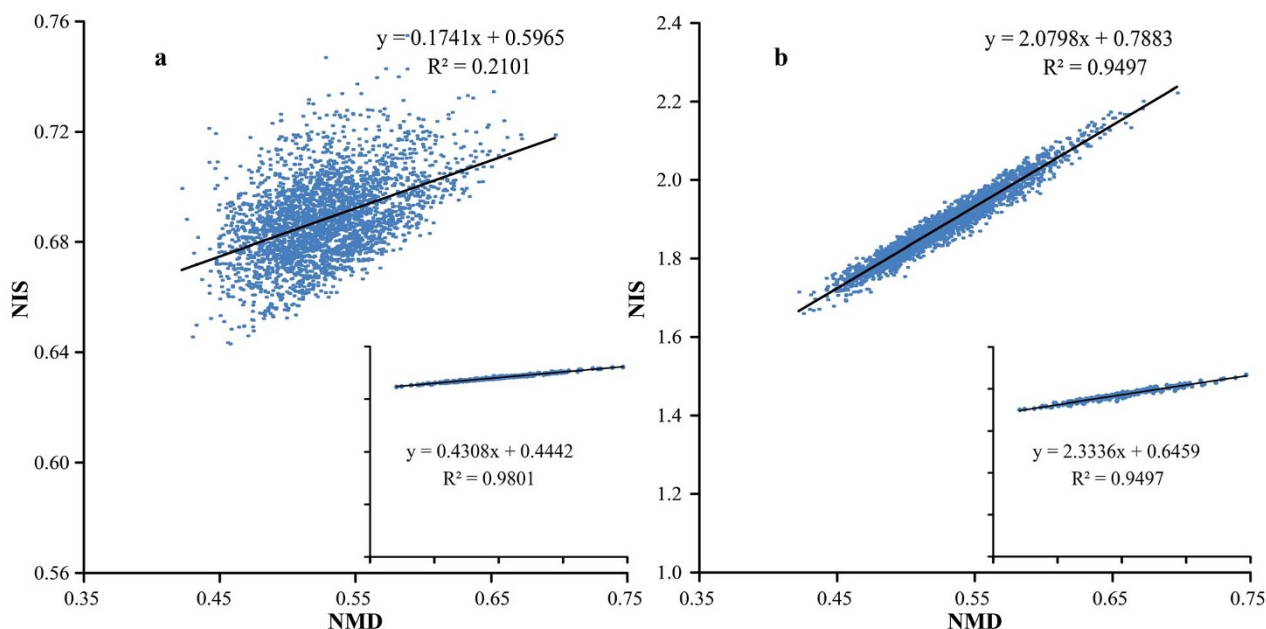 a
y = 0.1741x + 0.5965
R² = 0.2101
0.76
0.72
0.68
0.64
0.60
0.56
NIS
0.35
0.45
0.55
0.65
0.75
NMD
y = 0.4308x + 0.4442
R² = 0.9801
b
y = 2.0798x + 0.7883
R² = 0.9497
2.4
2.2
2.0
1.8
1.6
1.4
1.2
1.0
NIS
0.35
0.45
0.55
0.65
0.75
NMD
y = 2.3336x + 0.6459
R² = 0.9497